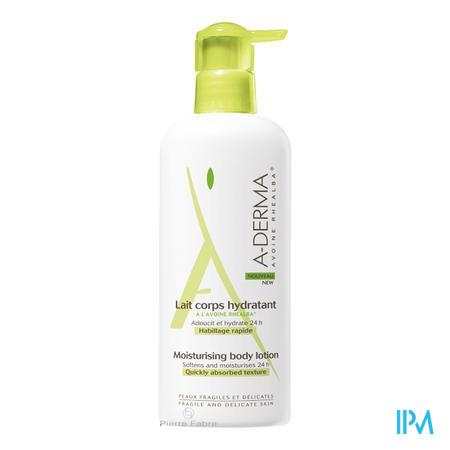 A-DERMA
AVOINE RHEALBA®
NOUVEAU
NEW
Lait corps hydratant
A L'AVOINE RHEALBA®
Adoucit et hydrate 24 h
Habillage rapide
Moisturising body lotion
Softens and moisturises 24 h
Quickly absorbed texture
PEAUX FRAGILES ET DÉLICATES
FRAGILE AND DELICATE SKIN
Pierre Fabre
IPM